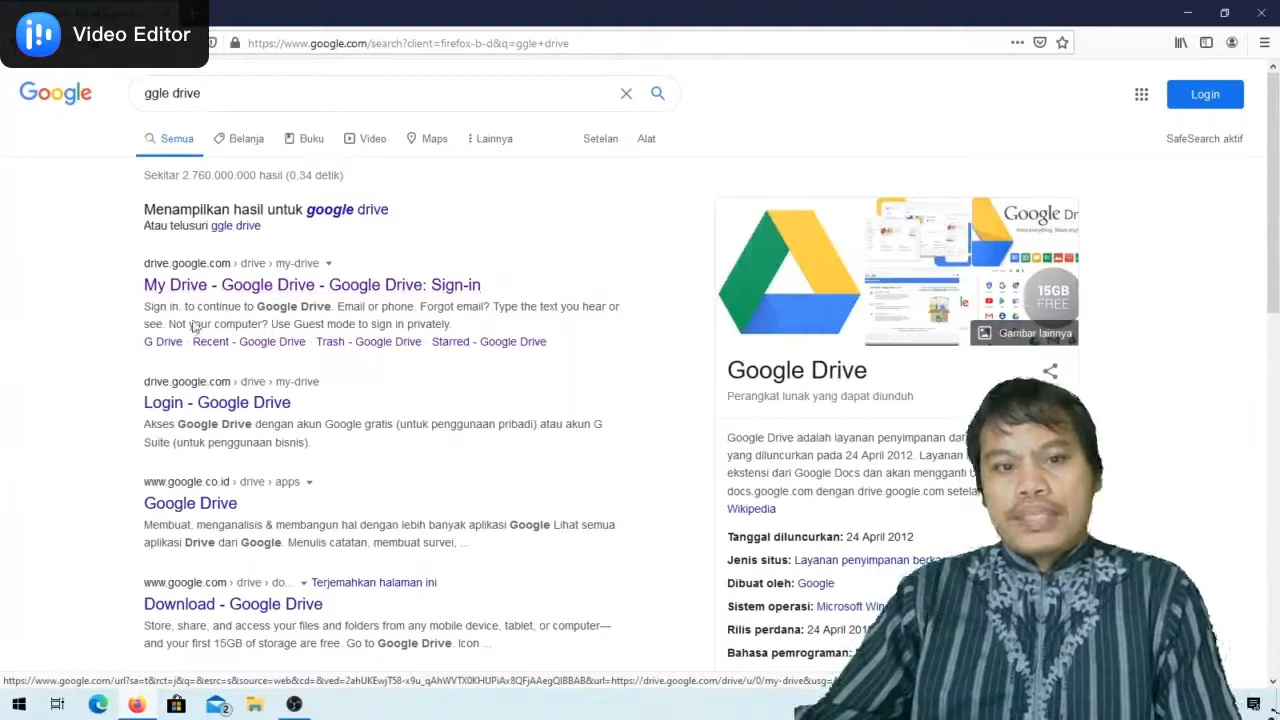 Video Editor
https://www.google.com/search?client=firefox-b-d&q=ggle+drive
Google
ggle drive
Login
Semua
Belanja
Buku
Video
Maps
Lainnya
Setelan
Alat
SafeSearch aktif
Sekitar 2.760.000.000 hasil (0,34 detik)
Menampilkan hasil untuk google drive
Atau telusuri ggle drive
drive.google.com › drive › my-drive
My Drive - Google Drive - Google Drive: Sign-in
Sign in. to continue to Google Drive. Email or phone. Forgot email? Type the text you hear or
see. Not your computer? Use Guest mode to sign in privately.
G Drive · Recent - Google Drive · Trash - Google Drive · Starred - Google Drive
drive.google.com › drive › my-drive
Login - Google Drive
Akses Google Drive dengan akun Google gratis (untuk penggunaan pribadi) atau akun G
Suite (untuk penggunaan bisnis).
www.google.co.id › drive › apps
Google Drive
Membuat, menganalisis & membangun hal dengan lebih banyak aplikasi Google Lihat semua
aplikasi Drive dari Google. Menulis catatan, membuat survei, ...
www.google.com › drive › do... Terjemahkan halaman ini
Download - Google Drive
Store, share, and access your files and folders from any mobile device, tablet, or computer—
and your first 15GB of storage are free. Go to Google Drive. Icon ...
Google Dr
15GB
FREE
Gambar lainnya
Google Drive
Perangkat lunak yang dapat diunduh
Google Drive adalah layanan penyimpanan
yang diluncurkan pada 24 April 2012. Layanan
ekstensi dari Google Docs dan akan mengganti
docs.google.com dengan drive.google.com
Wikipedia
Tanggal diluncurkan: 24 April 2012
Jenis situs: Layanan penyimpanan
Dibuat oleh: Google
Sistem operasi: Microsoft Win
Rilis perdana: 24 April 201
Bahasa pemrograman:
2